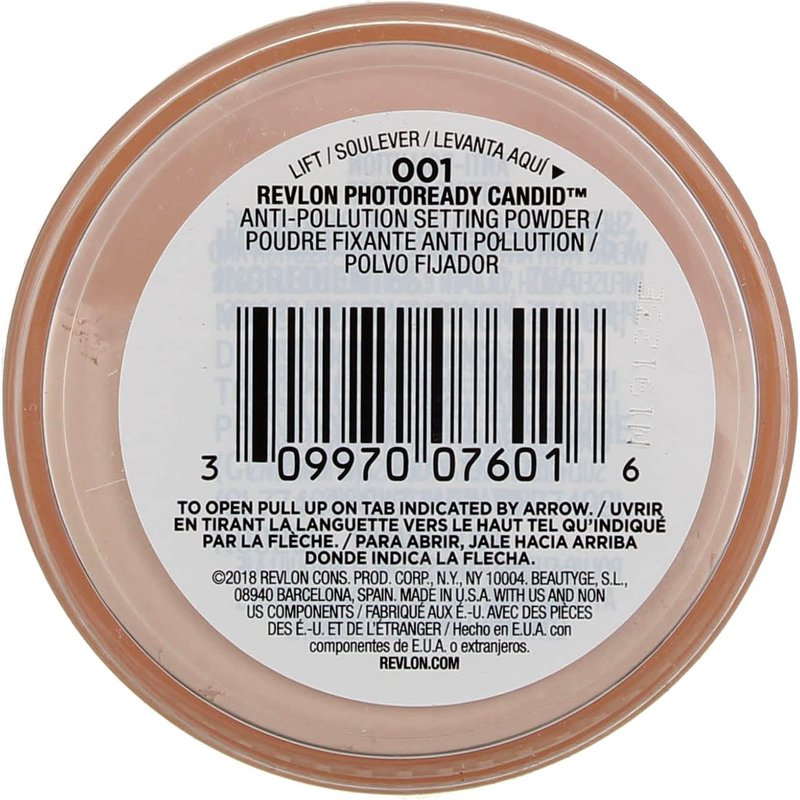 LIFT / SOULEVER / LEVANTA AQUÍ ▶
001
REVLON PHOTOREADY CANDID™
ANTI-POLLUTION SETTING POWDER /
POUDRE FIXANTE ANTI POLLUTION /
POLVO FIJADOR
3 09970 07601 6
TO OPEN PULL UP ON TAB INDICATED BY ARROW. / UVRIR
EN TIRANT LA LANGUETTE VERS LE HAUT TEL QU'INDIQUÉ
PAR LA FLÈCHE. / PARA ABRIR, JALE HACIA ARRIBA
DONDE INDICA LA FLECHA.
©2018 REVLON CONS. PROD. CORP., N.Y., NY 10004. BEAUTYGE, S.L.,
08940 BARCELONA, SPAIN. MADE IN U.S.A. WITH US AND NON
US COMPONENTS / FABRIQUÉ AUX É.-U. AVEC DES PIÈCES
DES É.-U. ET DE L'ÉTRANGER / Hecho en E.U.A. con
componentes de E.U.A. o extranjeros.
REVLON.COM